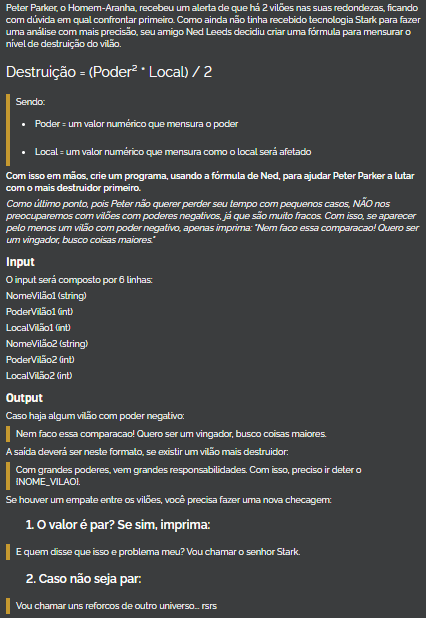 Peter Parker, o Homem-Aranha, recebeu um alerta de que há 2 vilões nas suas redondezas, ficando
com dúvida em qual confrontar primeiro. Como ainda não tinha recebido tecnologia Stark para fazer
uma análise com mais precisão, seu amigo Ned Leeds decidiu criar uma fórmula para mensurar o
nível de destruição do vilão.
Destruição = (Poder² * Local) / 2
Sendo:
• Poder = um valor numérico que mensura o poder
• Local = um valor numérico que mensura como o local será afetado
Com isso em mãos, crie um programa, usando a fórmula de Ned, para ajudar Peter Parker a lutar
com o mais destruidor primeiro.
Como último ponto, pois Peter não querer perder seu tempo com pequenos casos, NÃO nos
preocuparemos com vilões com poderes negativos, já que são muito fracos. Com isso, se aparecer
pelo menos um vilão com poder negativo, apenas imprima: "Nem faco essa comparacao! Quero ser
um vingador, busco coisas maiores."
Input
O input será composto por 6 linhas:
NomeVilão1 (string)
PoderVilão1 (int)
LocalVilão1 (int)
NomeVilão2 (string)
PoderVilão2 (int)
LocalVilão2 (int)
Output
Caso haja algum vilão com poder negativo:
Nem faco essa comparacao! Quero ser um vingador, busco coisas maiores.
A saída deverá ser neste formato, se existir um vilão mais destruidor:
Com grandes poderes, vem grandes responsabilidades. Com isso, preciso ir deter o
{NOME_VILAO}.
Se houver um empate entre os vilões, você precisa fazer uma nova checagem:
1. O valor é par? Se sim, imprima:
E quem disse que isso e problema meu? Vou chamar o senhor Stark.
2. Caso não seja par:
Vou chamar uns reforcos de outro universo... rsrs